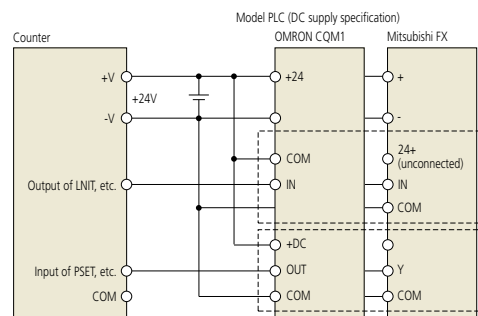 Model PLC (DC supply specification)
Counter
OMRON CQM1
Mitsubishi FX
+V
+24
+
+24V
-V
-
COM
24+
(unconnected)
Output of LNIT, etc.
IN
IN
COM
+DC
Input of PSET, etc.
OUT
Y
COM
COM
COM